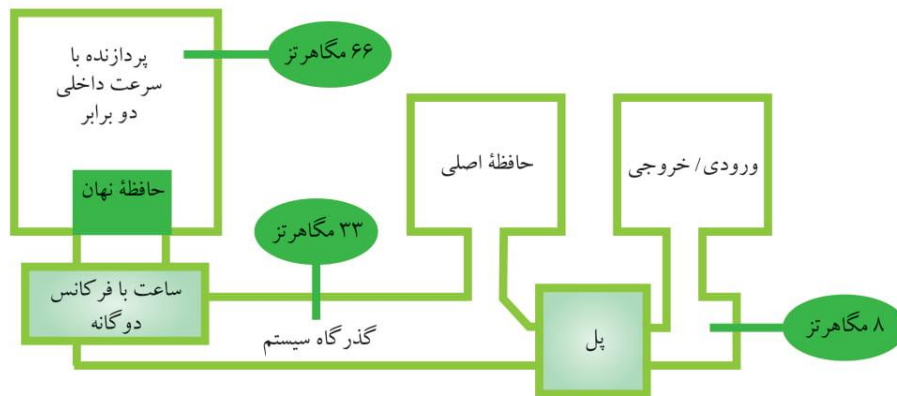 پردازنده با
سرعت داخلی
دو برابر
۶۶ مگاهرتز
حافظهٔ نهان
حافظهٔ اصلی
ورودی/ خروجی
۳۳ مگاهرتز
ساعت با فرکانس
دوگانه
گذرگاه سیستم
پل
۸ مگاهرتز